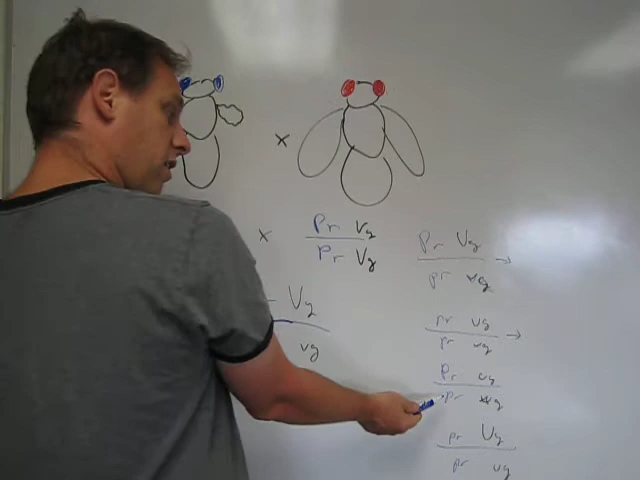 ×
× Pr Vg
Pr Vg
Vg
vg
Pr Vg →
pr vg
pr vg →
pr vg
Pr vg
pr vg
pr Vg
pr vg